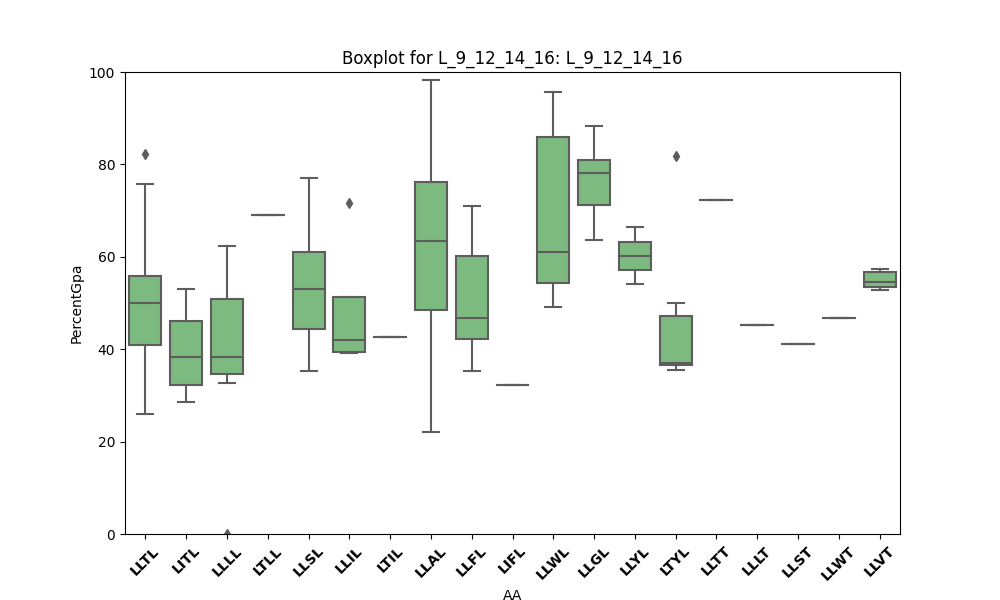 Boxplot for L_9_12_14_16: L_9_12_14_16
PercentGpa
100
80
60
40
20
0
LLTL LITL LLLL LTLL LLSL LLIL LTIL LLAL LLFL LIFL LLWL LLGL LLYL LTYL LLTT LLLT LLST LLWT LLVT
AA